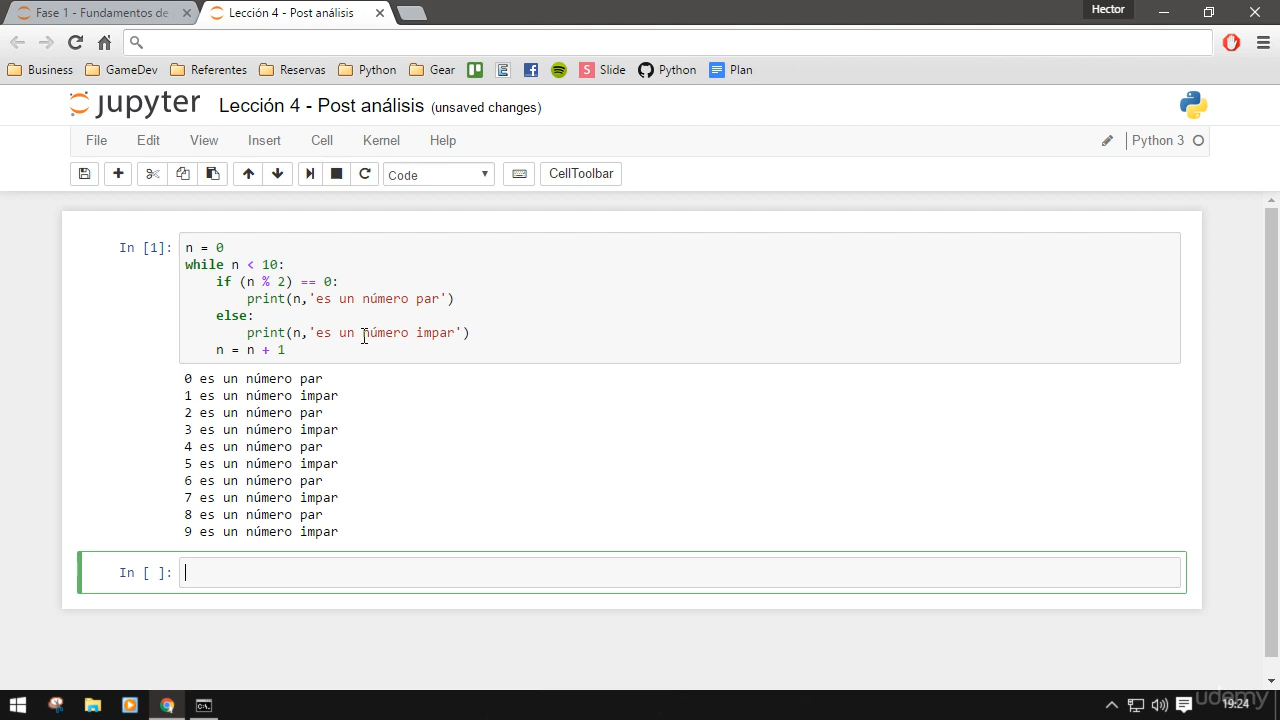 Hector
Fase 1 - Fundamentos de
Lección 4 - Post análisis
Business GameDev Referentes Reservas Python Gear Slide Python Plan
jupyter Lección 4 - Post análisis (unsaved changes)
File Edit View Insert Cell Kernel Help Python 3
Code CellToolbar
In [1]: n = 0
while n < 10:
if (n % 2) == 0:
print(n,'es un número par')
else:
print(n,'es un número impar')
n = n + 1
0 es un número par
1 es un número impar
2 es un número par
3 es un número impar
4 es un número par
5 es un número impar
6 es un número par
7 es un número impar
8 es un número par
9 es un número impar
In [ ]:
udemy
19:24